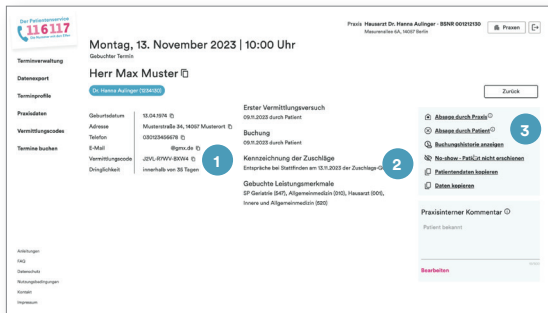 Der Patientenservice
116117
Die Nummer mit den Elfen
Praxis Hausarzt Dr. Hanna Aulinger - BSNR 001212130
Masurenallee 6A, 14057 Berlin
Praxen
Montag, 13. November 2023 | 10:00 Uhr
Gebuchter Termin
Herr Max Muster
Dr. Hanna Aulinger (1234130)
Zurück
Terminverwaltung
Datenexport
Terminprofile
Praxisdaten
Vermittlungscodes
Termine buchen
Geburtsdatum 13.04.1974
Adresse Musterstraße 34, 14057 Musterort
Telefon 030123456678
E-Mail @gmx.de
Vermittlungscode J2VL-R7WV-8XW4
Dringlichkeit innerhalb von 35 Tagen
1
Erster Vermittlungsversuch
09.11.2023 durch Patient
Buchung
09.11.2023 durch Patient
Kennzeichnung der Zuschläge
Entspräche bei Stattfinden am 13.11.2023 der Zuschlags-G
2
Gebuchte Leistungsmerkmale
SP Geriatrie (547), Allgemeinmedizin (010), Hausarzt (001),
Innere und Allgemeinmedizin (520)
Absage durch Praxis
Absage durch Patient
Buchungshistorie anzeigen
No-show - Patient nicht erschienen
Patientendaten kopieren
Daten kopieren
3
Praxisinterner Kommentar
Patient bekannt
Bearbeiten
Anleitungen
FAQ
Datenschutz
Nutzungsbedingungen
Kontakt
Impressum